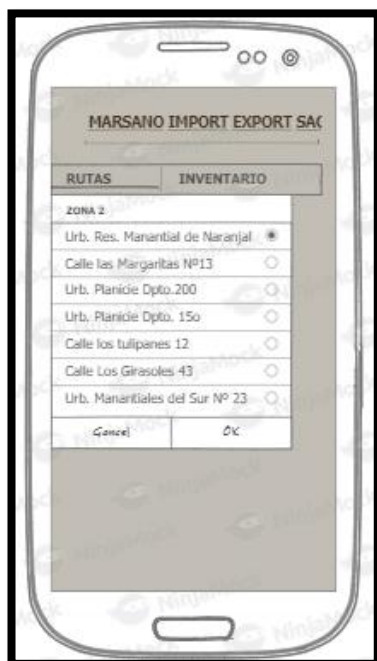 MARSANO IMPORT EXPORT SAC
RUTAS INVENTARIO
ZONA 2
Urb. Res. Manantial de Naranjal
Calle las Margaritas Nº13
Urb. Planicie Dpto.200
Urb. Planicie Dpto. 15o
Calle los tulipanes 12
Calle Los Girasoles 43
Urb. Manantiales del Sur Nº 23
Cancel OK
NinjaMock